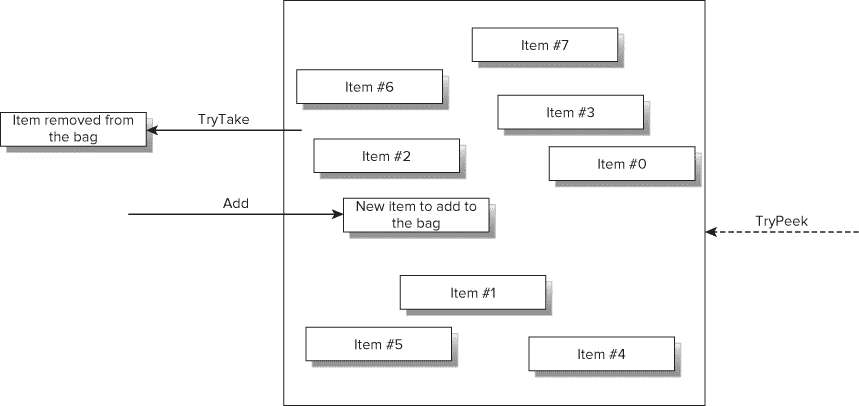 Item #7
Item #6
Item #3
Item removed from
the bag
TryTake
Item #2
Item #0
Add
New item to add to
the bag
TryPeek
Item #1
Item #5
Item #4